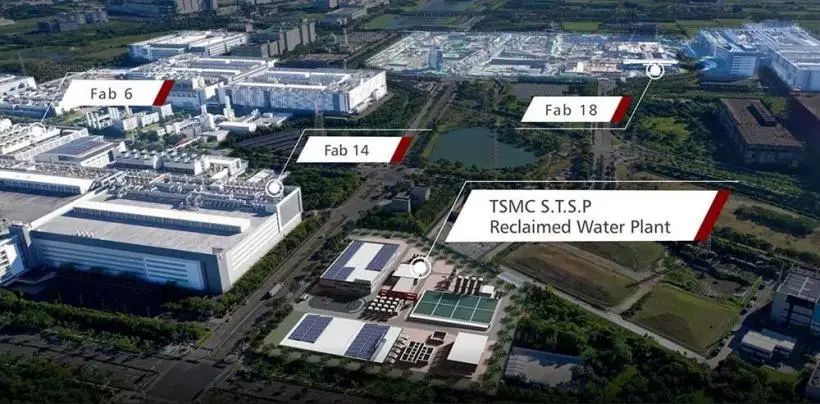 Fab 6
Fab 18
Fab 14
TSMC S.T.S.P
Reclaimed Water Plant